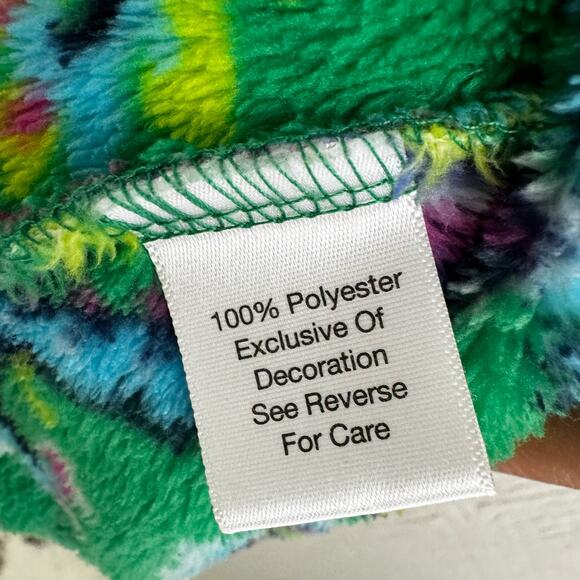 100% Polyester
Exclusive Of
Decoration
See Reverse
For Care